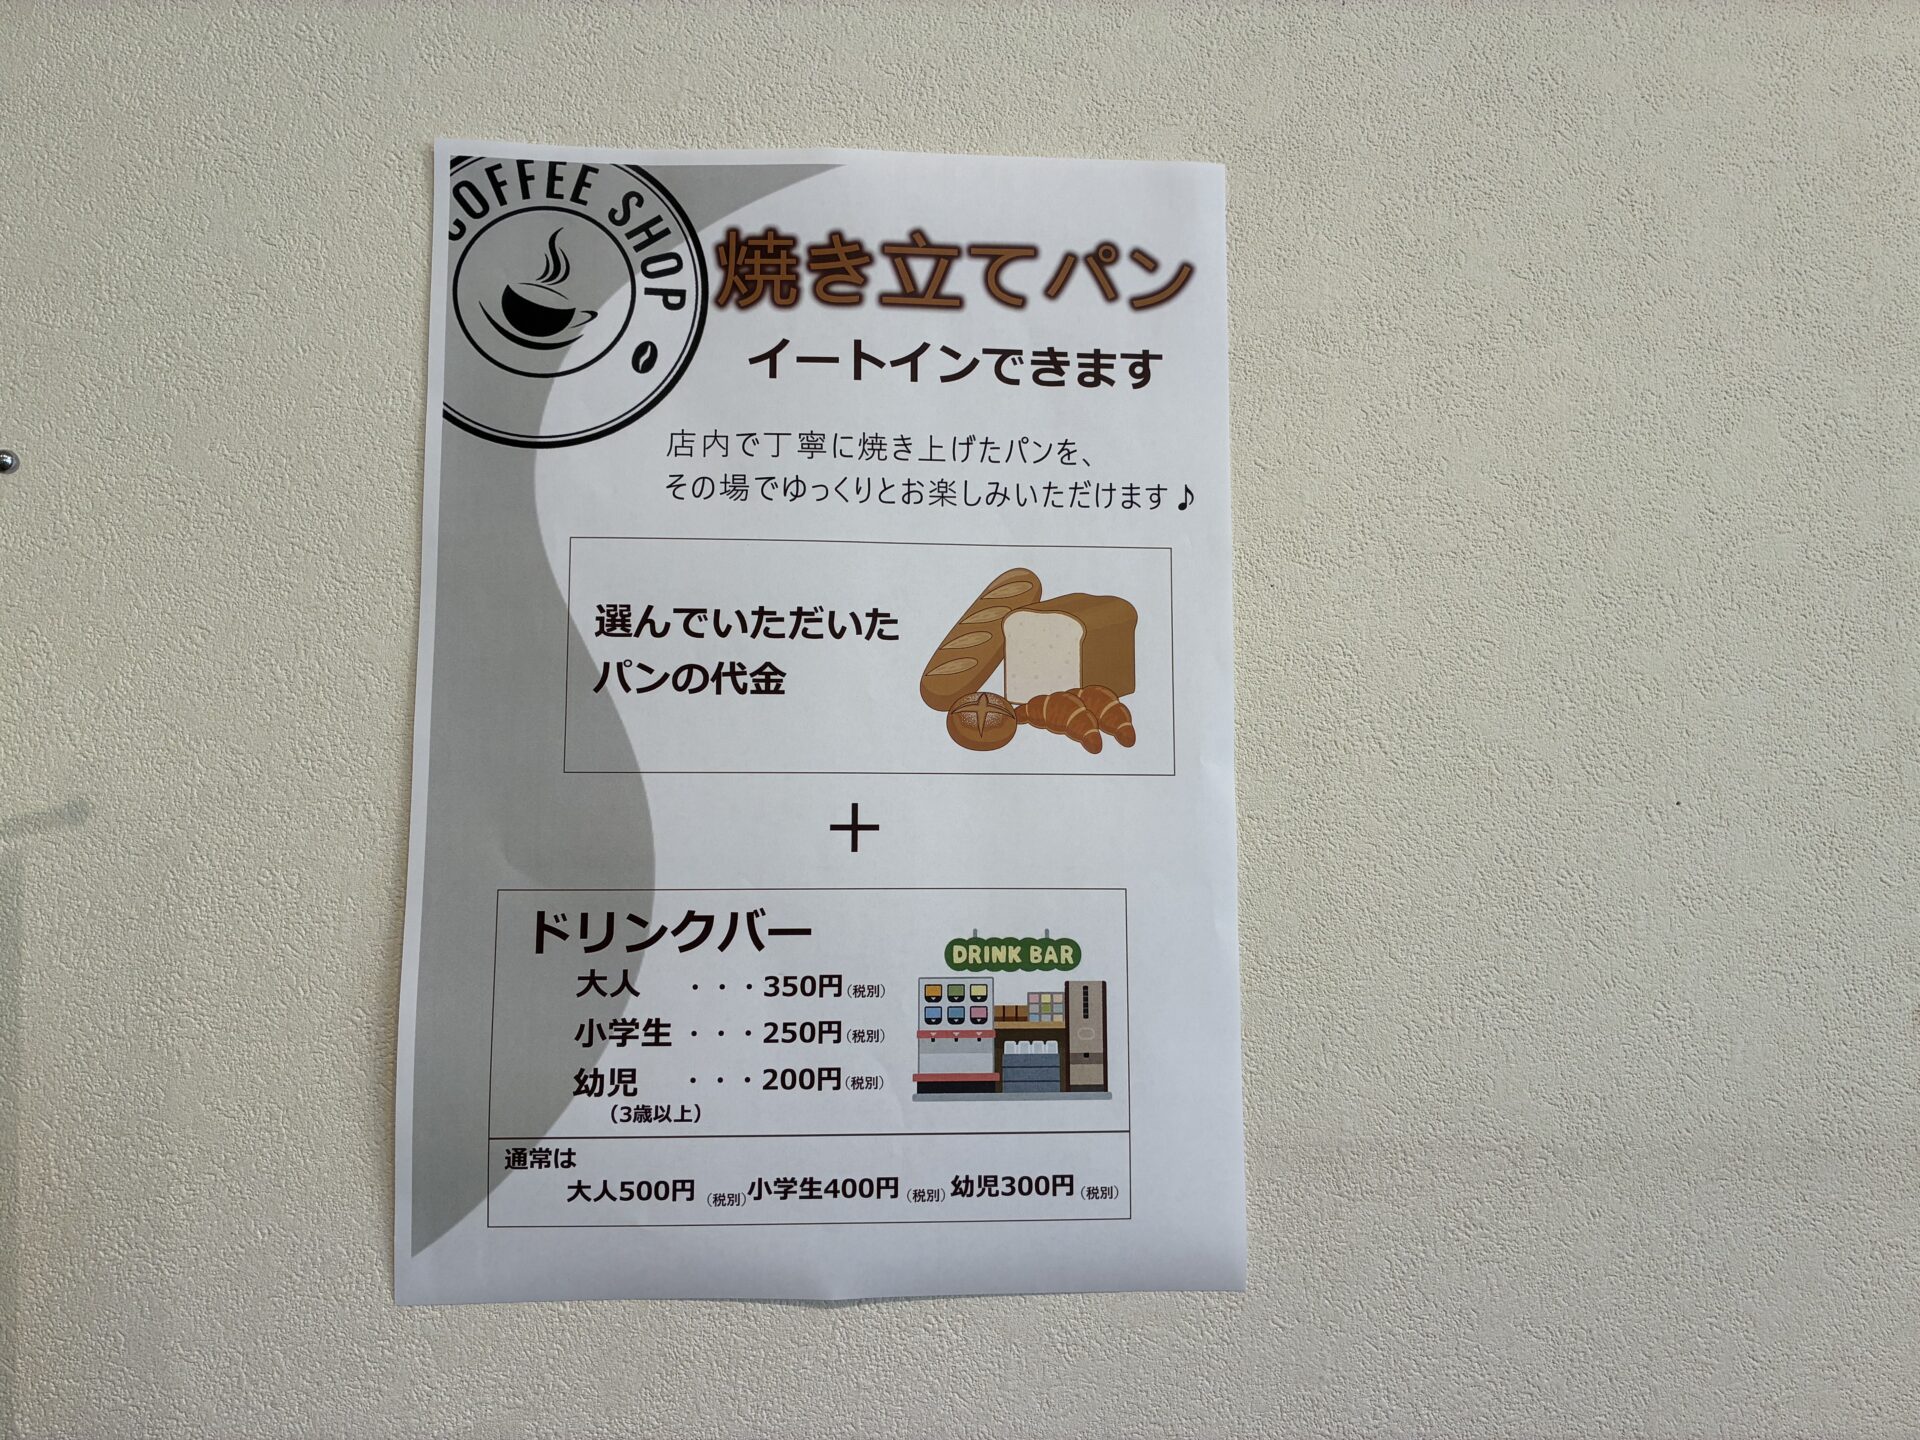 COFFEE SHOP
焼き立てパン
イートインできます
店内で丁寧に焼き上げたパンを、
その場でゆっくりとお楽しみいただけます♪
選んでいただいた
パンの代金
＋
ドリンクバー
DRINK BAR
大人 ・・・350円(税別)
小学生 ・・・250円(税別)
幼児 ・・・200円(税別)
(3歳以上)
通常は
大人500円 (税別) 小学生400円 (税別) 幼児300円 (税別)